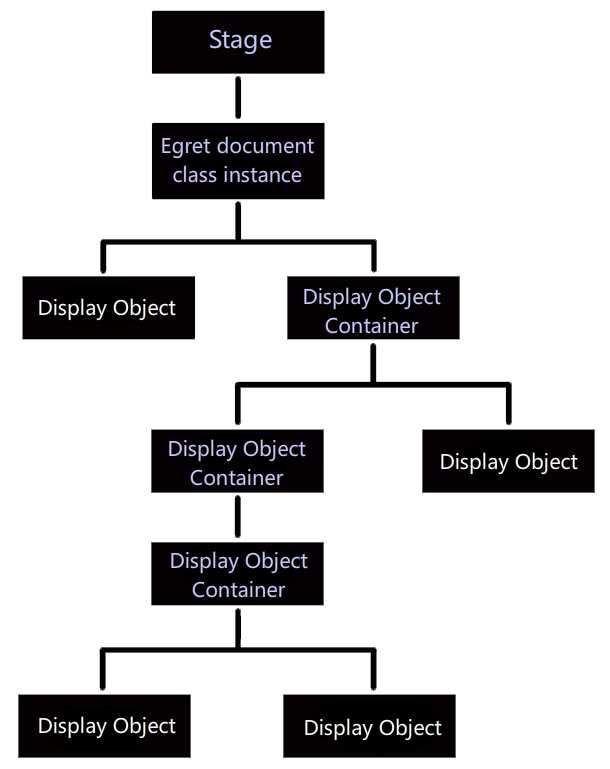 Stage
Egret document
class instance
Display Object
Display Object
Container
Display Object
Container
Display Object
Display Object
Container
Display Object
Display Object